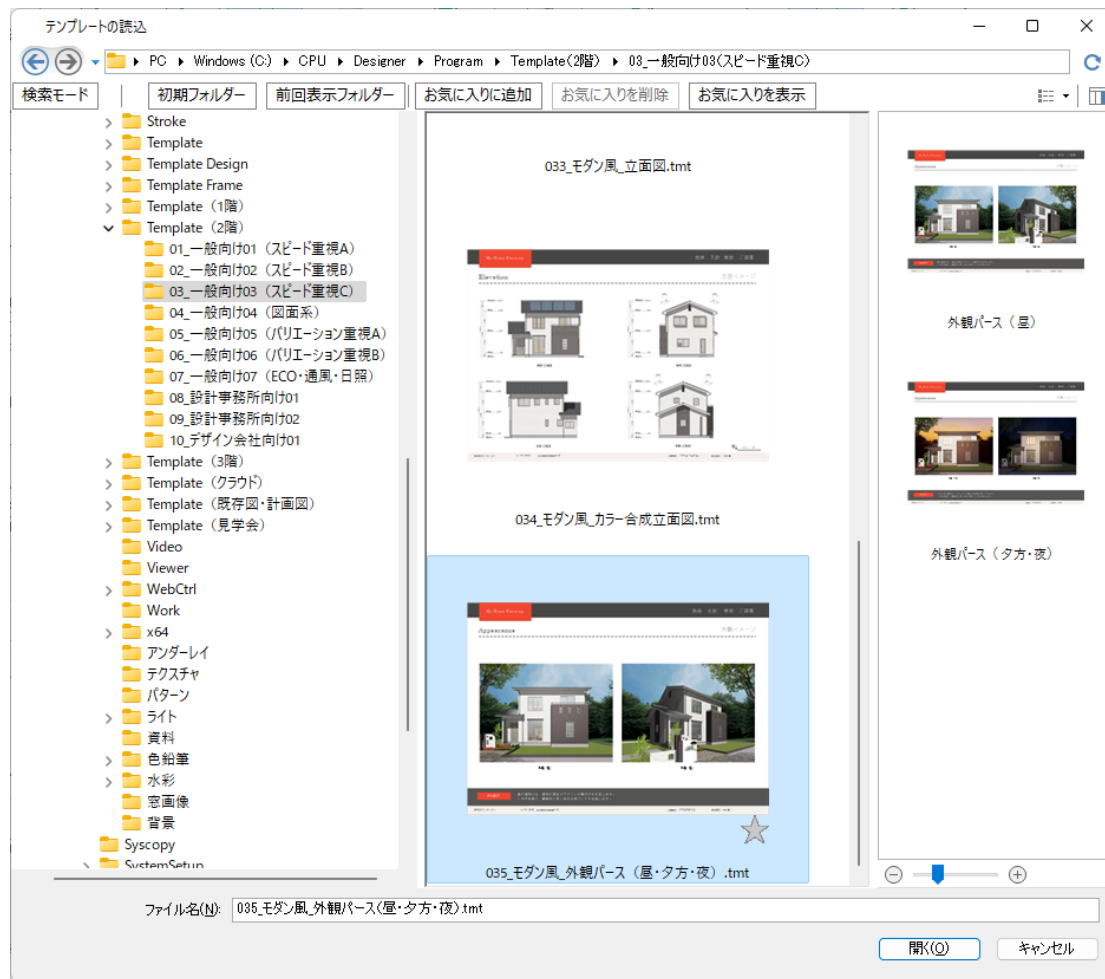 テンプレートの読込
PC Windows (C:) CPU Designer Program Template(2階) 03_一般向け03(スピード重視C)
検索モード 初期フォルダー 前回表示フォルダー お気に入りに追加 お気に入りを削除 お気に入りを表示
Stroke
Template
Template Design
Template Frame
Template（1階）
Template（2階）
01_一般向け01（スピード重視A）
02_一般向け02（スピード重視B）
03_一般向け03（スピード重視C）
04_一般向け04（図面系）
05_一般向け05（バリエーション重視A）
06_一般向け06（バリエーション重視B）
07_一般向け07（ECO・通風・日照）
08_設計事務所向け01
09_設計事務所向け02
10_デザイン会社向け01
Template（3階）
Template（クラウド）
Template（既存図・計画図）
Template（見学会）
Video
Viewer
WebCtrl
Work
x64
アンダーレイ
テクスチャ
パターン
ライト
資料
色鉛筆
水彩
窓画像
背景
Syscopy
SystemSetup
033_モダン風_立面図.tmt
Elevation
034_モダン風_カラー合成立面図.tmt
Appearance
外観イメージ
035_モダン風_外観パース（昼・夕方・夜）.tmt
外観パース（昼）
外観パース（夕方・夜）
ファイル名(N): 035_モダン風_外観パース(昼・夕方・夜).tmt
開く(O) キャンセル